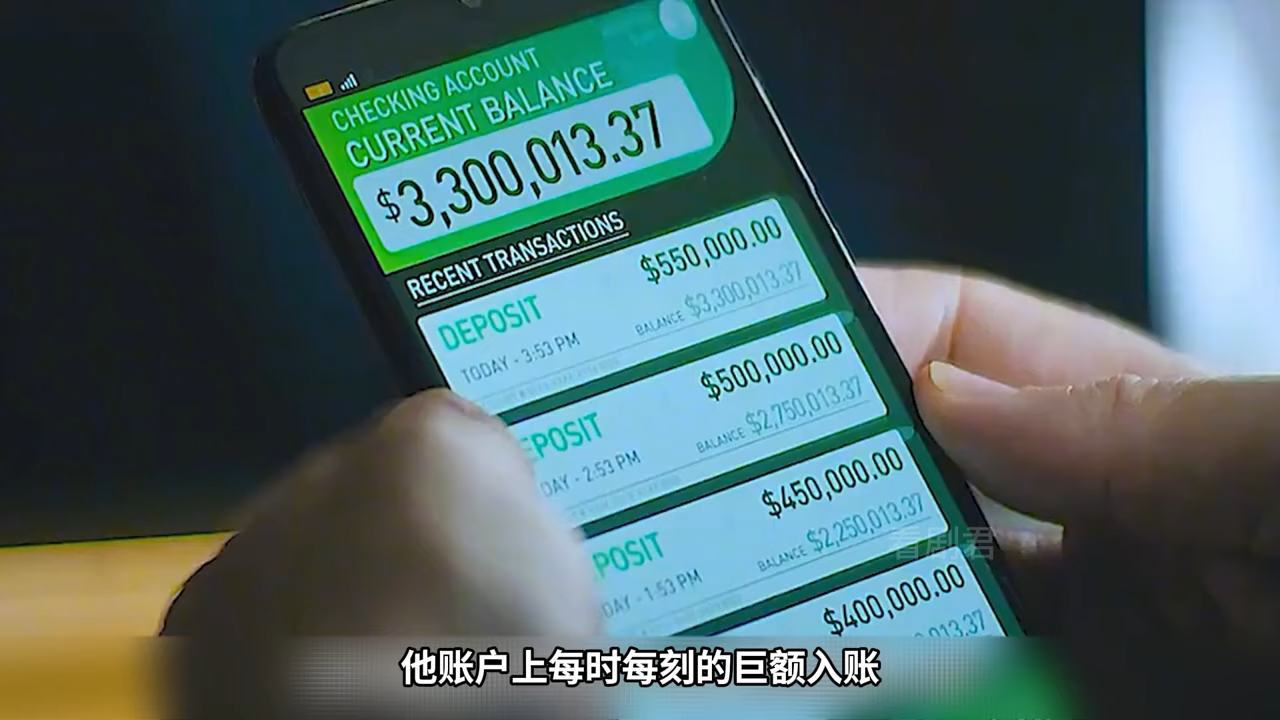 CHECKING ACCOUNT
CURRENT BALANCE
$3,300,013.37
RECENT TRANSACTIONS
DEPOSIT
$550,000.00
TODAY - 3:53 PM
BALANCE $3,300,013.37
EPOSIT
$500,000.00
DAY - 2:53 PM
BALANCE $2,750,013.37
POSIT
$450,000.00
DAY - 1:53 PM
BALANCE $2,250,013.37
$400,000.00
013.37
看剧君
他账户上每时每刻的巨额入账